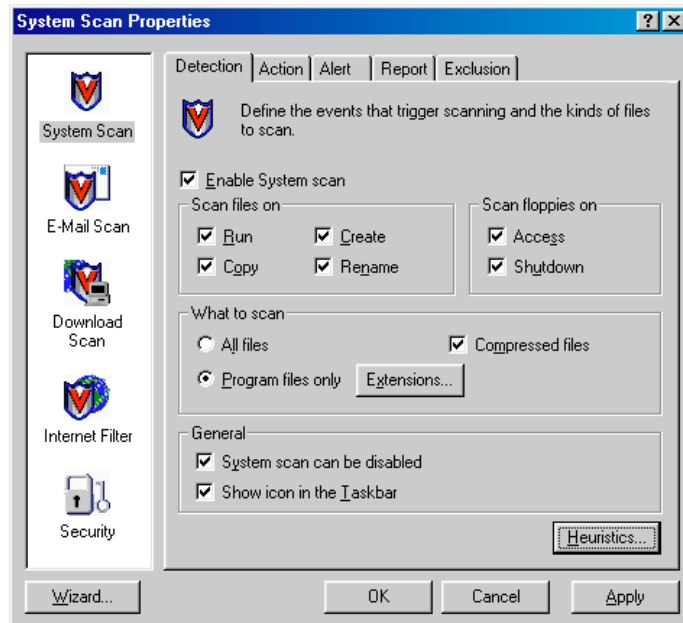 System Scan Properties
Detection
Action
Alert
Report
Exclusion
System Scan
E-Mail Scan
Download
Scan
Internet Filter
Security
Define the events that trigger scanning and the kinds of files
to scan.
Enable System scan
Scan files on
Run
Create
Copy
Rename
Scan floppies on
Access
Shutdown
What to scan
All files
Compressed files
Program files only
Extensions...
General
System scan can be disabled
Show icon in the Taskbar
Heuristics...
Wizard...
OK
Cancel
Apply